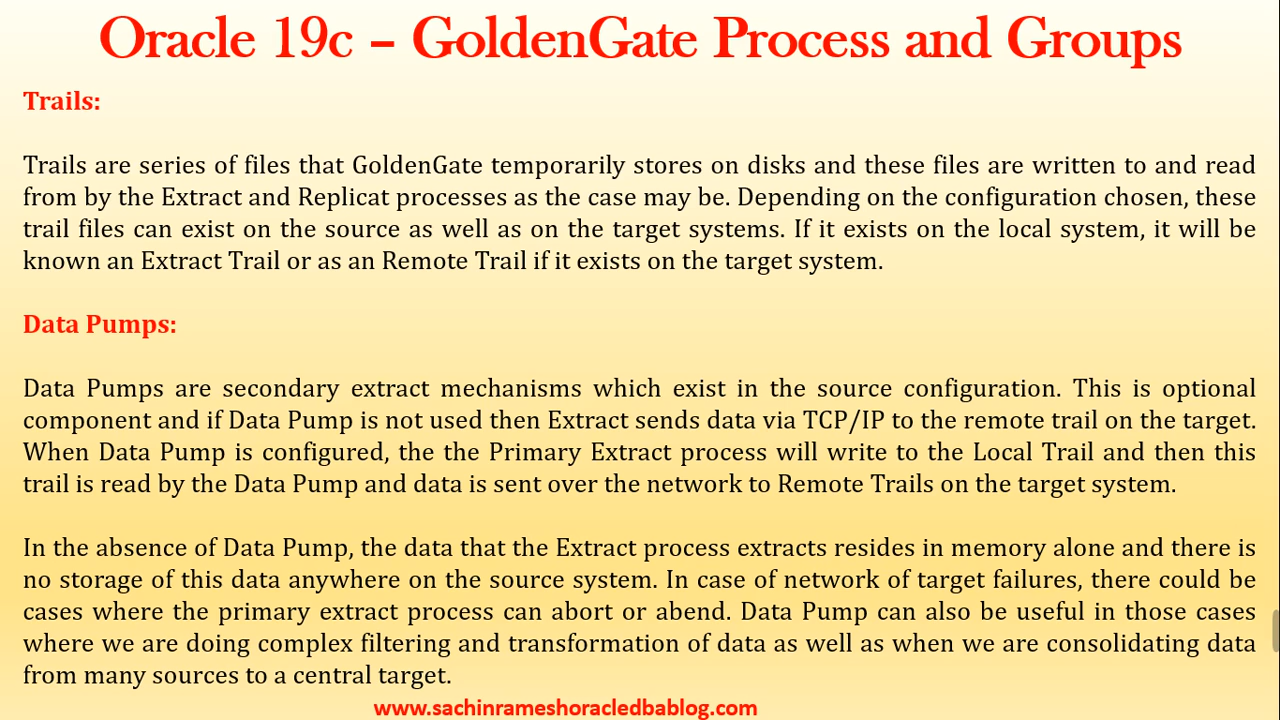 Oracle 19c – GoldenGate Process and Groups
Trails:
Trails are series of files that GoldenGate temporarily stores on disks and these files are written to and read
from by the Extract and Replicat processes as the case may be. Depending on the configuration chosen, these
trail files can exist on the source as well as on the target systems. If it exists on the local system, it will be
known an Extract Trail or as an Remote Trail if it exists on the target system.
Data Pumps:
Data Pumps are secondary extract mechanisms which exist in the source configuration. This is optional
component and if Data Pump is not used then Extract sends data via TCP/IP to the remote trail on the target.
When Data Pump is configured, the the Primary Extract process will write to the Local Trail and then this
trail is read by the Data Pump and data is sent over the network to Remote Trails on the target system.
In the absence of Data Pump, the data that the Extract process extracts resides in memory alone and there is
no storage of this data anywhere on the source system. In case of network of target failures, there could be
cases where the primary extract process can abort or abend. Data Pump can also be useful in those cases
where we are doing complex filtering and transformation of data as well as when we are consolidating data
from many sources to a central target.
www.sachinrameshoracledbablog.com